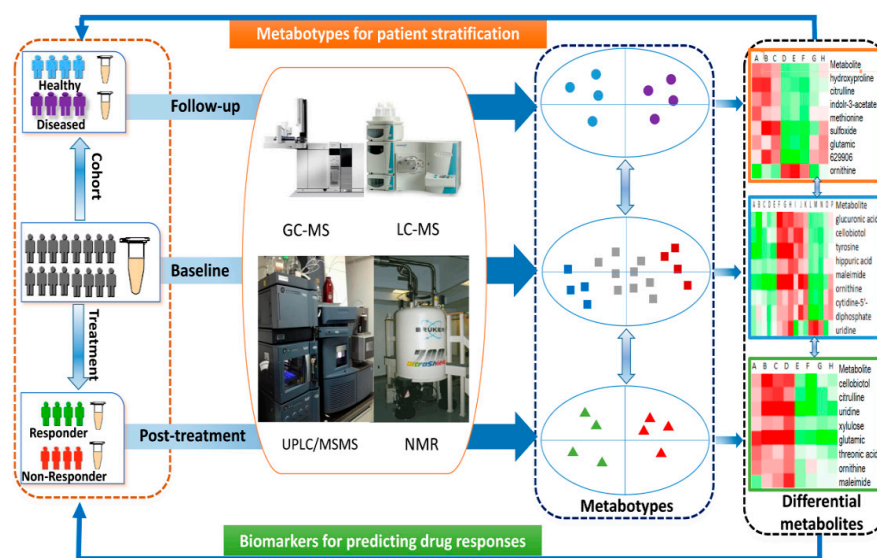 Metabotypes for patient stratification
Healthy
Diseased
Cohort
Treatment
Responder
Non-Responder
Follow-up
Baseline
Post-treatment
GC-MS
LC-MS
BRUKER
UltraShield
UPLC/MSMS
NMR
Metabotypes
A B C D E F G H
Metabolite
hydroxyproline
citrulline
indolr-3-acetate
methionine
sulfoxide
glutamic
629906
ornithine
A B C D E F G H I J K L M N O P
Metabolite
glucuronic acid
cellobiotol
tyrosine
hippuric acid
maleimide
ornithine
cytidine-5'-
diphosphate
uridine
A B C D E F G H
Metabolite
cellobiotol
citrulline
uridine
xylulose
glutamic
threonic acid
ornithine
maleimide
Differential
metabolites
Biomarkers for predicting drug responses